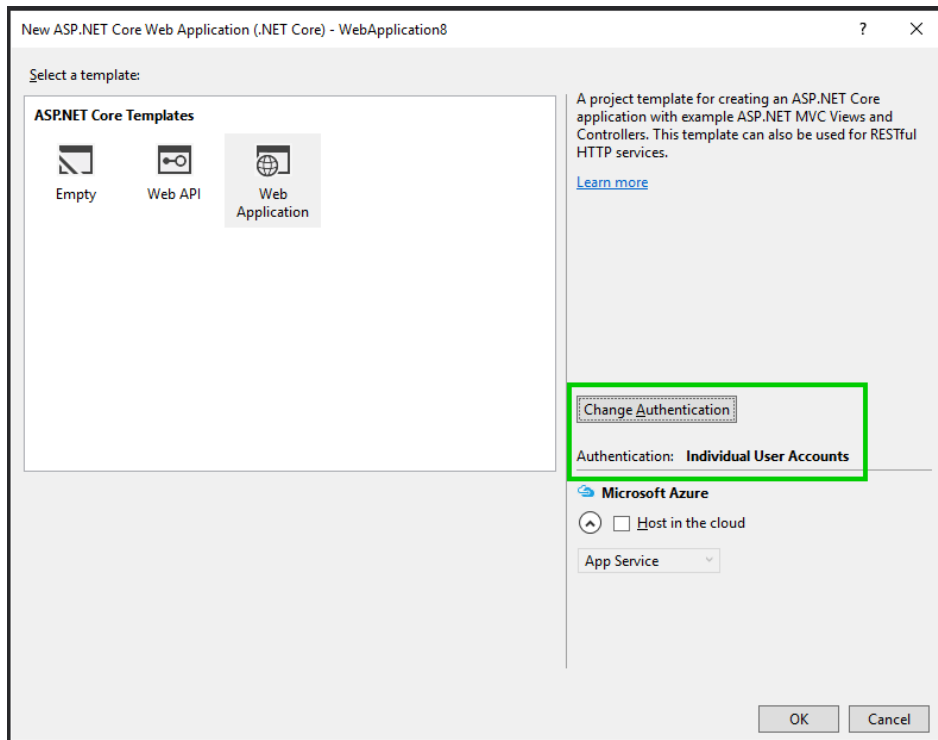 New ASP.NET Core Web Application (.NET Core) - WebApplication8
Select a template:
ASP.NET Core Templates
Empty
Web API
Web
Application
A project template for creating an ASP.NET Core
application with example ASP.NET MVC Views and
Controllers. This template can also be used for RESTful
HTTP services.
Learn more
Change Authentication
Authentication: Individual User Accounts
Microsoft Azure
Host in the cloud
App Service
OK
Cancel